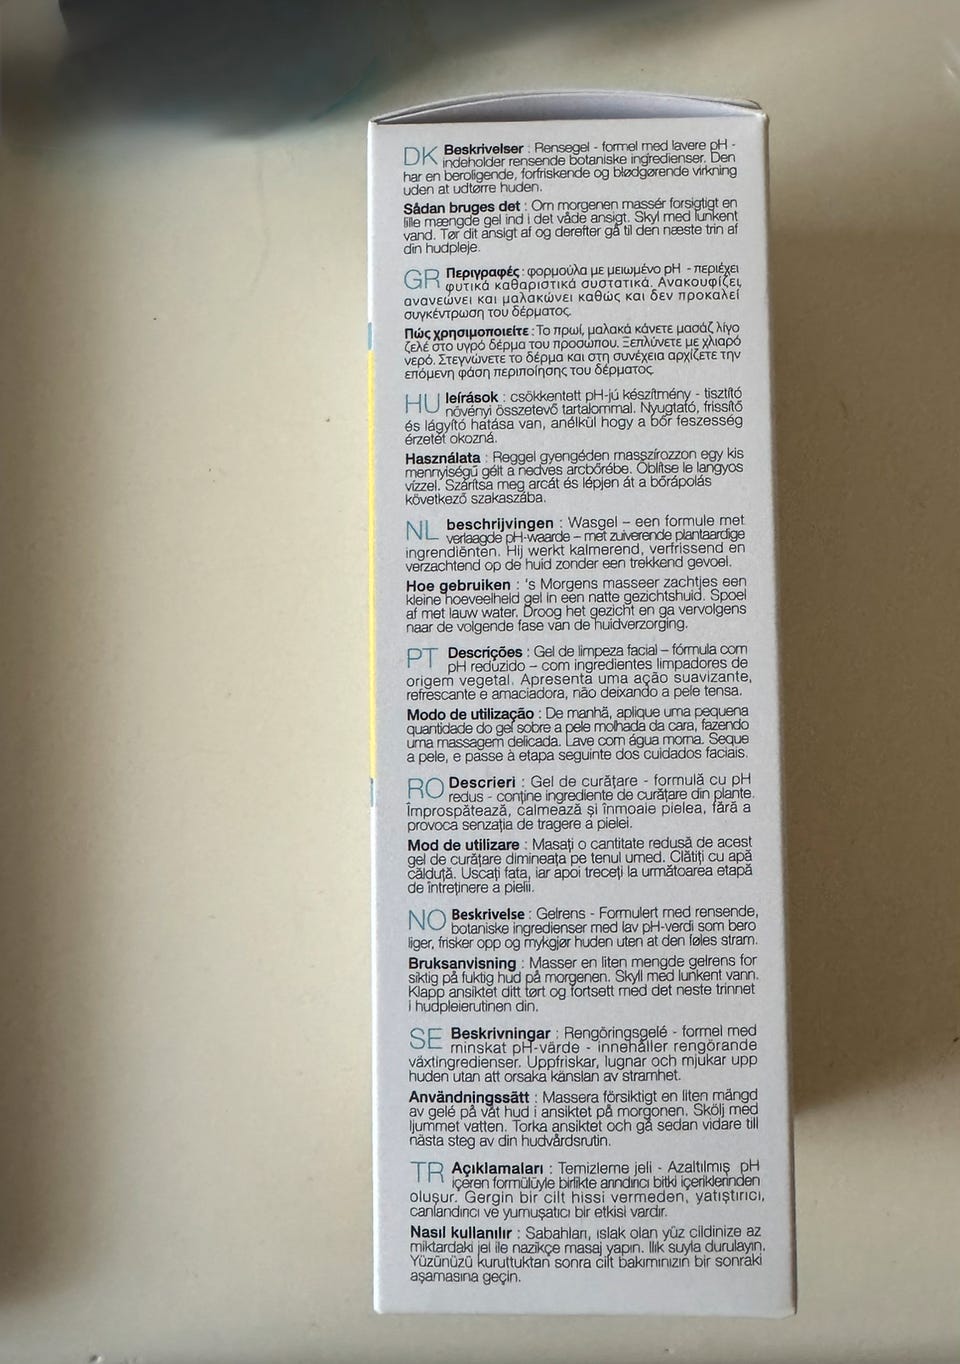 DK Beskrivelser : Rensegel - formel med lavere pH -
indeholder rensende botaniske ingredienser. Den
har en beroligende, forfriskende og blødgørende virkning
uden at udtørre huden.
Sådan bruges det : Om morgenen massér forsigtigt en
lille mængde gel ind i det våde ansigt. Skyl med lunkent
vand. Tør dit ansigt af og derefter gå til den næste trin af
din hudpleje.
GR Περιγραφές : φορμούλα με μειωμένο pH - περιέχει
φυτικά καθαριστικά συστατικά. Ανακουφίζει,
ανανεώνει και μαλακώνει καθώς και δεν προκαλεί
συγκέντρωση του δέρματος.
Πώς χρησιμοποιείτε : Το πρωί, μαλακά κάνετε μασάζ λίγο
ζελέ στο υγρό δέρμα του προσώπου. Ξεπλύνετε με χλιαρό
νερό. Στεγνώνετε το δέρμα και στη συνέχεια αρχίζετε την
επόμενη φάση περιποίησης του δέρματος.
HU leírások : csökkentett pH-jú készítmény - tisztító
növényi összetevő tartalommal. Nyugtató, frissítő
és lágyító hatása van, anélkül hogy a bőr feszesség
érzetét okozná.
Használata : Reggel gyengéden masszírozzon egy kis
mennyiségű gélt a nedves arcbőrébe. Öblítse le langyos
vízzel. Szárítsa meg arcát és lépjen át a bőrápolás
következő szakaszába.
NL beschrijvingen : Wasgel – een formule met
verlaagde pH-waarde – met zuiverende plantaardige
ingrendiënten. Hij werkt kalmerend, verfrissend en
verzachtend op de huid zonder een trekkend gevoel.
Hoe gebruiken : 's Morgens masseer zachtjes een
kleine hoeveelheld gel in een natte gezichtshuid. Spoel
af met lauw water. Droog het gezicht en ga vervolgens
naar de volgende fase van de huidverzorging.
PT Descrições : Gel de limpeza facial – fórmula com
pH reduzido – com ingredientes limpadores de
origem vegetal. Apresenta uma ação suavizante,
refrescante e amaciadora, não deixando a pele tensa.
Modo de utilização : De manhã, aplique uma pequena
quantidade do gel sobre a pele molhada da cara, fazendo
uma massagem delicada. Lave com água morna. Seque
a pele, e passe à etapa seguinte dos cuidados faciais.
RO Descrieri : Gel de curățare - formulă cu pH
redus - conține ingrediente de curățare din plante.
Împrospătează, calmează și înmoaie pielea, fără a
provoca senzația de tragere a pielei.
Mod de utilizare : Masați o cantitate redusă de acest
gel de curățare dimineața pe tenul umed. Clătiți cu apă
călduță. Uscați fața, iar apoi treceți la următoarea etapă
de întreținere a pielii.
NO Beskrivelse : Gelrens - Formulert med rensende,
botaniske ingredienser med lav pH-verdi som bero
liger, frisker opp og mykgjør huden uten at den føles stram.
Bruksanvisning : Masser en liten mengde gelrens for
siktig på fuktig hud på morgenen. Skyll med lunkent vann.
Klapp ansiktet ditt tørt og fortsett med det neste trinnet
i hudpleierutinen din.
SE Beskrivningar : Rengöringsgelé - formel med
minskat pH-värde - innehåller rengörande
växtingredienser. Uppfriskar, lugnar och mjukar upp
huden utan att orsaka känslan av stramhet.
Användningssätt : Massera försiktigt en liten mängd
av gelé på våt hud i ansiktet på morgonen. Skölj med
ljummet vatten. Torka ansiktet och gå sedan vidare till
nästa steg av din hudvårdsrutin.
TR Açıklamaları : Temizleme jeli - Azaltılmış pH
içeren formülüyle birlikte arındırıcı bitki içeriklerinden
oluşur. Gergin bir cilt hissi vermeden, yatıştırıcı,
canlandırıcı ve yumuşatıcı bir etkisi vardır.
Nasıl kullanılır : Sabahları, ıslak olan yüz cildinize az
miktardaki jel ile nazikçe masaj yapın. Ilık suyla durulayın.
Yüzünüzü kuruttuktan sonra cilt bakımınızın bir sonraki
aşamasına geçin.